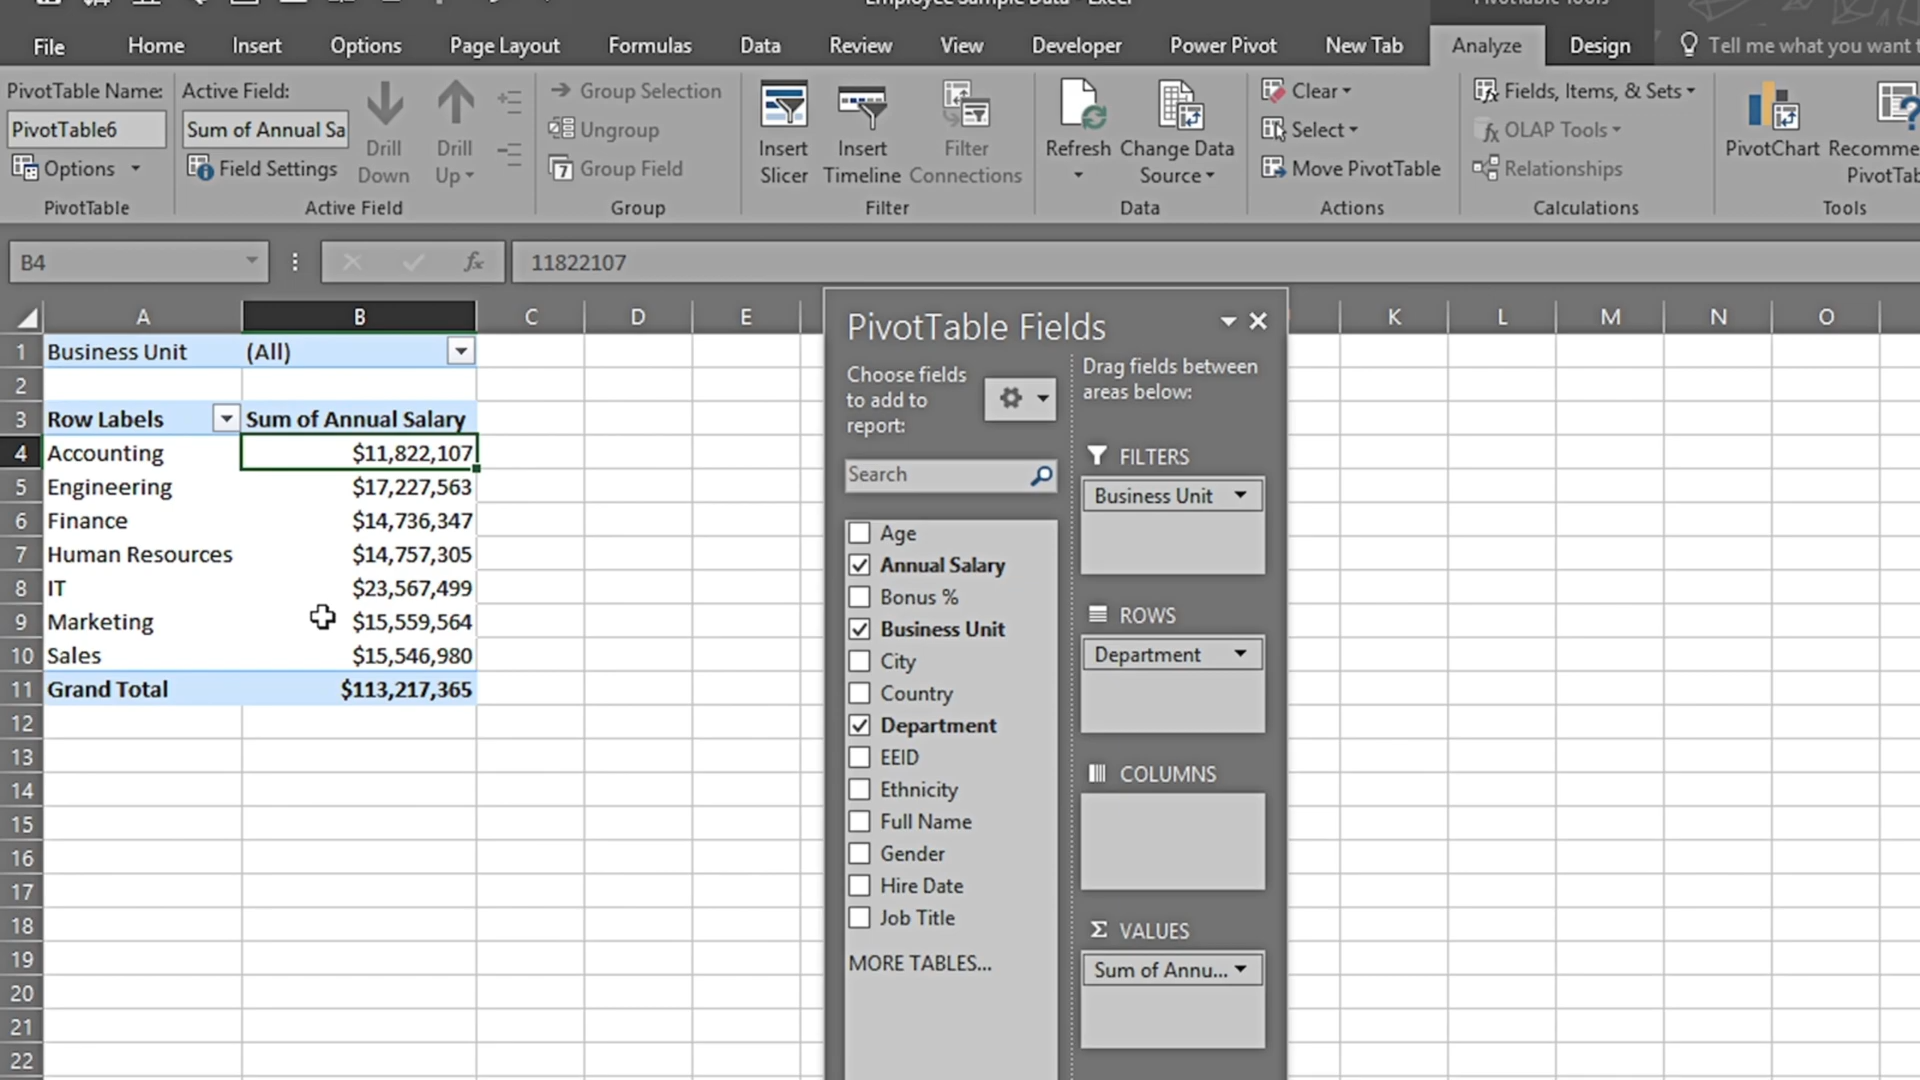 Employee Sample Data - Excel
PivotTable Tools
File Home Insert Options Page Layout Formulas Data Review View Developer Power Pivot New Tab Analyze Design Tell me what you want t
PivotTable Name:
PivotTable6
Options
PivotTable
Active Field:
Sum of Annual Sa
Field Settings
Drill Down
Drill Up
Active Field
Group Selection
Ungroup
Group Field
Group
Insert Slicer
Insert Timeline
Filter Connections
Filter
Refresh
Change Data Source
Data
Clear
Select
Move PivotTable
Actions
Fields, Items, & Sets
OLAP Tools
Relationships
Calculations
PivotChart
Recomme
PivotTab
Tools
B4 fx 11822107
A B C D E K L M N O
1 Business Unit (All)
2
3 Row Labels Sum of Annual Salary
4 Accounting $11,822,107
5 Engineering $17,227,563
6 Finance $14,736,347
7 Human Resources $14,757,305
8 IT $23,567,499
9 Marketing $15,559,564
10 Sales $15,546,980
11 Grand Total $113,217,365
12
13
14
15
16
17
18
19
20
21
22
PivotTable Fields
Choose fields
to add to
report:
Search
Age
Annual Salary
Bonus %
Business Unit
City
Country
Department
EEID
Ethnicity
Full Name
Gender
Hire Date
Job Title
MORE TABLES...
Drag fields between
areas below:
FILTERS
Business Unit
ROWS
Department
COLUMNS
Σ VALUES
Sum of Annu...